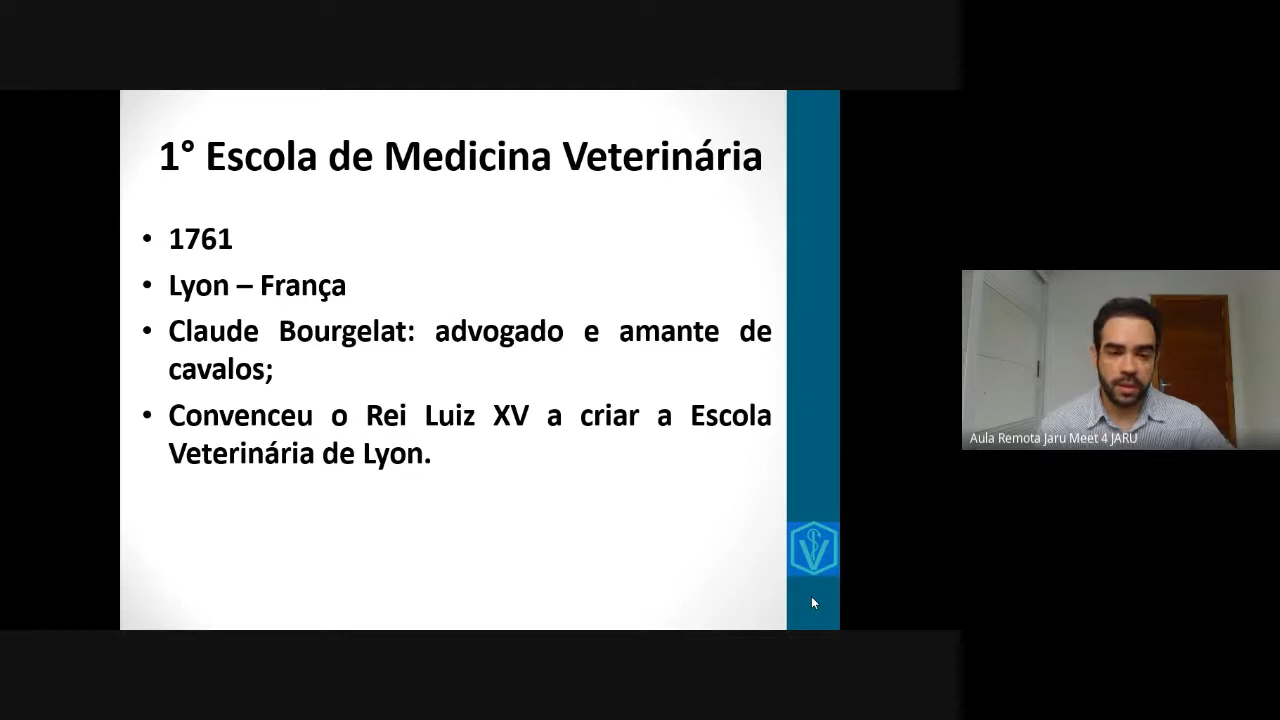 1° Escola de Medicina Veterinária
• 1761
• Lyon – França
• Claude Bourgelat: advogado e amante de
cavalos;
• Convenceu o Rei Luiz XV a criar a Escola
Veterinária de Lyon.
V
Aula Remota Jaru Meet 4 JARU